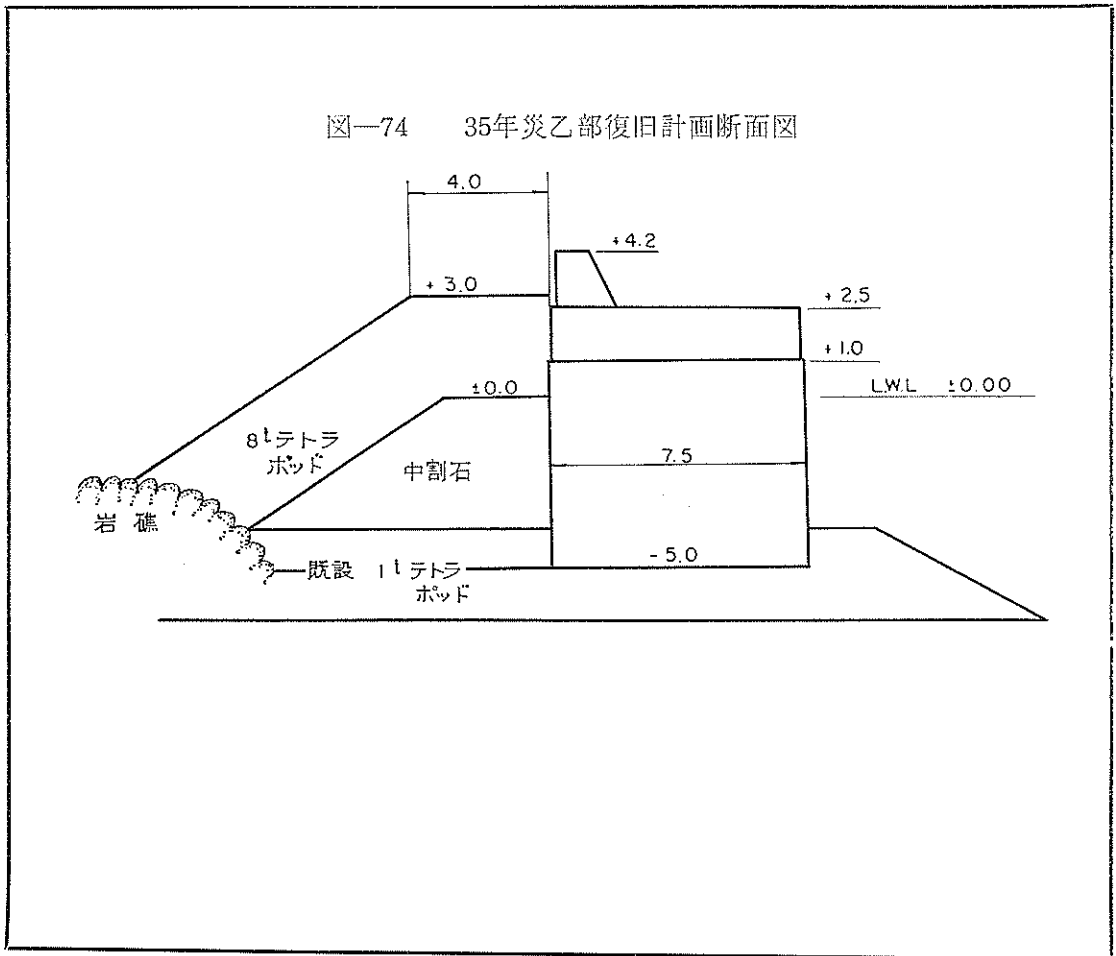 図―74 35年災乙部復旧計画断面図
4.0
+4.2
+3.0
+2.5
+1.0
±0.0
L.W.L ±0.00
8tテトラ
ポッド
中割石
7.5
岩礁
-5.0
既設 1tテトラ
ポッド